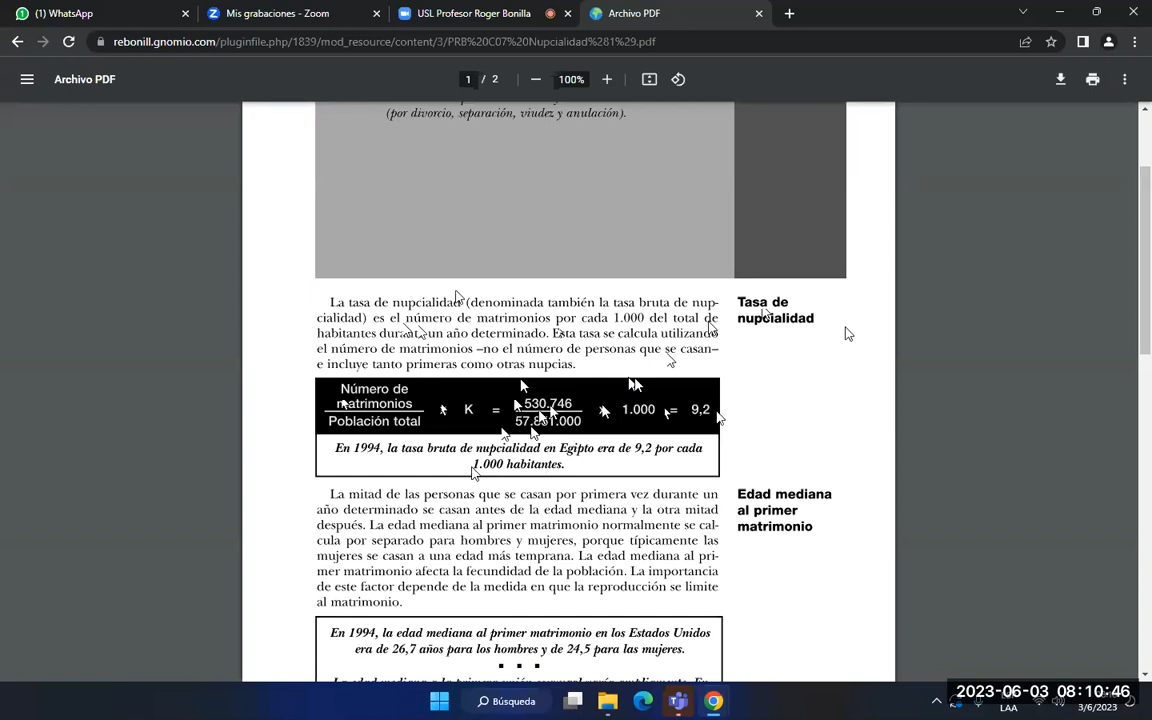 WhatsApp
Mis grabaciones - Zoom
USL Profesor Roger Bonilla
Archivo PDF
rebonill.gnomio.com/pluginfile.php/1839/mod_resource/content/3/PRB%20C07%20Nupcialidad%281%29.pdf
Archivo PDF
1 / 2
100%
(por divorcio, separación, viudez y anulación).
La tasa de nupcialidad (denominada también la tasa bruta de nup-
cialidad) es el número de matrimonios por cada 1.000 del total de
habitantes durante un año determinado. Esta tasa se calcula utilizando
el número de matrimonios –no el número de personas que se casan–
e incluye tanto primeras como otras nupcias.
Tasa de
nupcialidad
Número de
matrimonios
Población total
K = 530.746
57.851.000
x 1.000 = 9,2
En 1994, la tasa bruta de nupcialidad en Egipto era de 9,2 por cada
1.000 habitantes.
La mitad de las personas que se casan por primera vez durante un
año determinado se casan antes de la edad mediana y la otra mitad
después. La edad mediana al primer matrimonio normalmente se cal-
cula por separado para hombres y mujeres, porque típicamente las
mujeres se casan a una edad más temprana. La edad mediana al pri-
mer matrimonio afecta la fecundidad de la población. La importancia
de este factor depende de la medida en que la reproducción se limite
al matrimonio.
Edad mediana
al primer
matrimonio
En 1994, la edad mediana al primer matrimonio en los Estados Unidos
era de 26,7 años para los hombres y de 24,5 para las mujeres.
Búsqueda
LAA
2023-06-03 08:10:46
3/6/2023